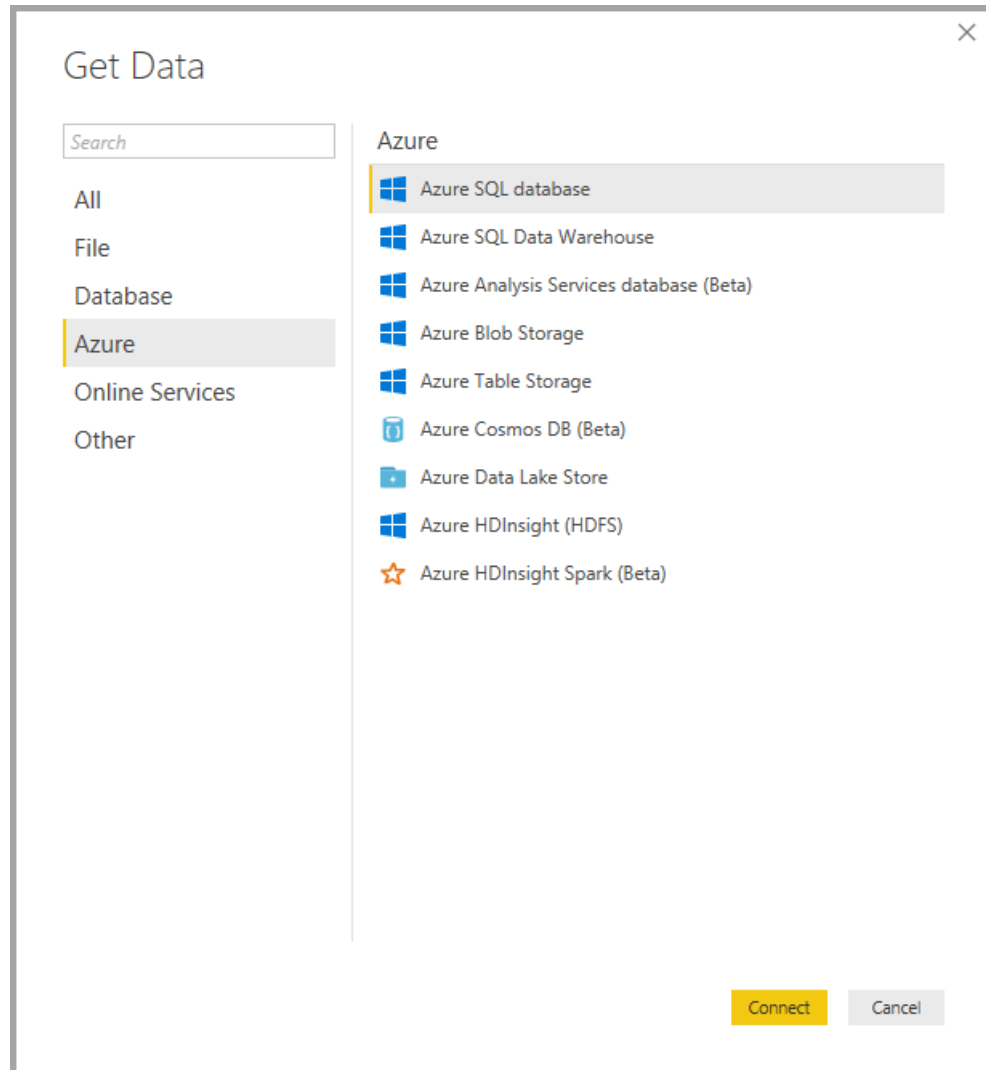 Get Data
Search
All
File
Database
Azure
Online Services
Other
Azure
Azure SQL database
Azure SQL Data Warehouse
Azure Analysis Services database (Beta)
Azure Blob Storage
Azure Table Storage
Azure Cosmos DB (Beta)
Azure Data Lake Store
Azure HDInsight (HDFS)
Azure HDInsight Spark (Beta)
Connect
Cancel